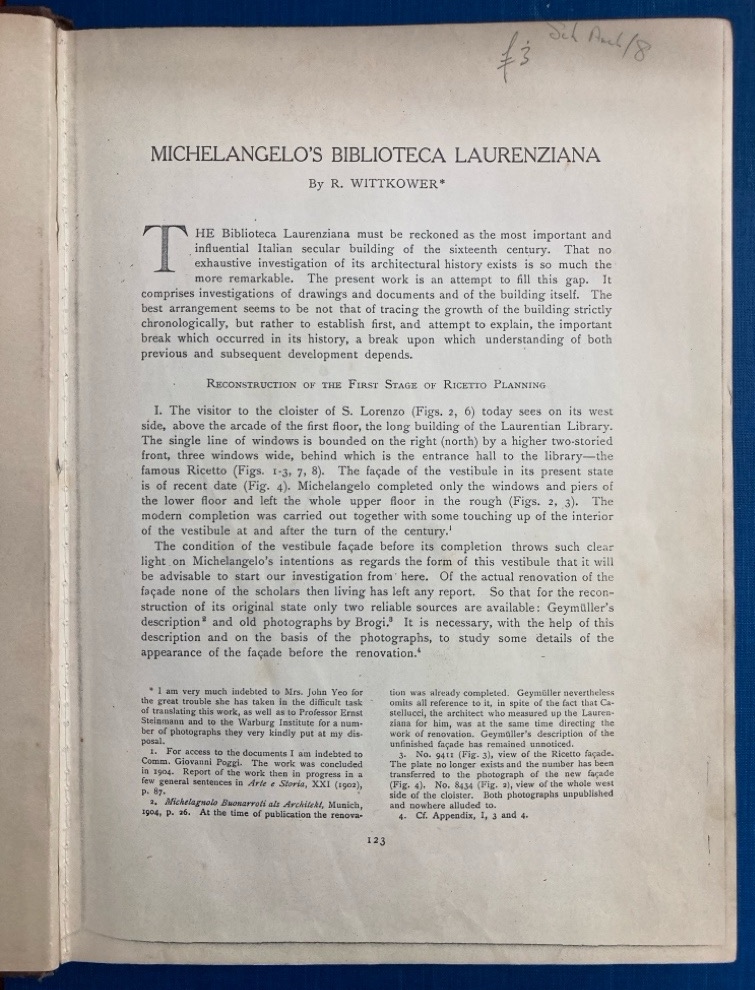 £3 Sch Arch/8
MICHELANGELO'S BIBLIOTECA LAURENZIANA
By R. WITTKOWER*
THE Biblioteca Laurenziana must be reckoned as the most important and
influential Italian secular building of the sixteenth century. That no
exhaustive investigation of its architectural history exists is so much the
more remarkable. The present work is an attempt to fill this gap. It
comprises investigations of drawings and documents and of the building itself. The
best arrangement seems to be not that of tracing the growth of the building strictly
chronologically, but rather to establish first, and attempt to explain, the important
break which occurred in its history, a break upon which understanding of both
previous and subsequent development depends.
RECONSTRUCTION OF THE FIRST STAGE OF RICETTO PLANNING
I. The visitor to the cloister of S. Lorenzo (Figs. 2, 6) today sees on its west
side, above the arcade of the first floor, the long building of the Laurentian Library.
The single line of windows is bounded on the right (north) by a higher two-storied
front, three windows wide, behind which is the entrance hall to the library—the
famous Ricetto (Figs. 1-3, 7, 8). The façade of the vestibule in its present state
is of recent date (Fig. 4). Michelangelo completed only the windows and piers of
the lower floor and left the whole upper floor in the rough (Figs. 2, 3). The
modern completion was carried out together with some touching up of the interior
of the vestibule at and after the turn of the century.¹
The condition of the vestibule façade before its completion throws such clear
light on Michelangelo's intentions as regards the form of this vestibule that it will
be advisable to start our investigation from here. Of the actual renovation of the
façade none of the scholars then living has left any report. So that for the recon-
struction of its original state only two reliable sources are available: Geymüller's
description² and old photographs by Brogi.³ It is necessary, with the help of this
description and on the basis of the photographs, to study some details of the
appearance of the façade before the renovation.⁴
* I am very much indebted to Mrs. John Yeo for
the great trouble she has taken in the difficult task
of translating this work, as well as to Professor Ernst
Steinmann and to the Warburg Institute for a num-
ber of photographs they very kindly put at my dis-
posal.
1. For access to the documents I am indebted to
Comm. Giovanni Poggi. The work was concluded
in 1904. Report of the work then in progress in a
few general sentences in Arte e Storia, XXI (1902),
p. 87.
2. Michelagnolo Buonarroti als Architekt, Munich,
1904, p. 26. At the time of publication the renova-
tion was already completed. Geymüller nevertheless
omits all reference to it, in spite of the fact that Ca-
stellucci, the architect who measured up the Lauren-
ziana for him, was at the same time directing the
work of renovation. Geymüller's description of the
unfinished façade has remained unnoticed.
3. No. 9411 (Fig. 3), view of the Ricetto façade.
The plate no longer exists and the number has been
transferred to the photograph of the new façade
(Fig. 4). No. 8434 (Fig. 2), view of the whole west
side of the cloister. Both photographs unpublished
and nowhere alluded to.
4. Cf. Appendix, I, 3 and 4.
123